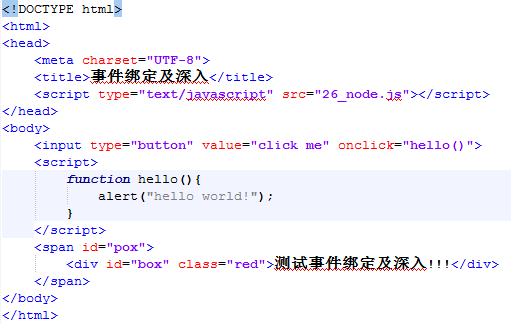 <!DOCTYPE html>
<html>
<head>
    <meta charset="UTF-8">
    <title>事件绑定及深入</title>
    <script type="text/javascript" src="26_node.js"></script>
</head>
<body>
    <input type="button" value="click me" onclick="hello()">
    <script>
        function hello(){
            alert("hello world!");
        }
    </script>
    <span id="pox">
        <div id="box" class="red">测试事件绑定及深入!!!</div>
    </span>
</body>
</html>